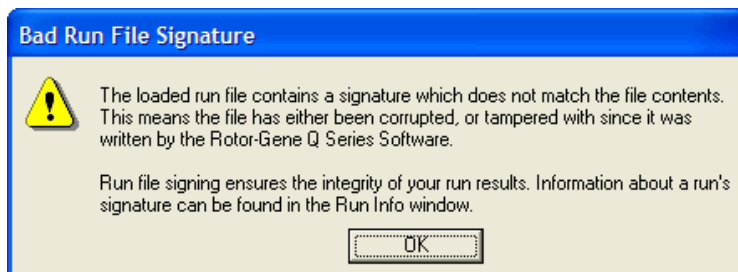 Bad Run File Signature
The loaded run file contains a signature which does not match the file contents.
This means the file has either been corrupted, or tampered with since it was
written by the Rotor-Gene Q Series Software.
Run file signing ensures the integrity of your run results. Information about a run's
signature can be found in the Run Info window.
OK